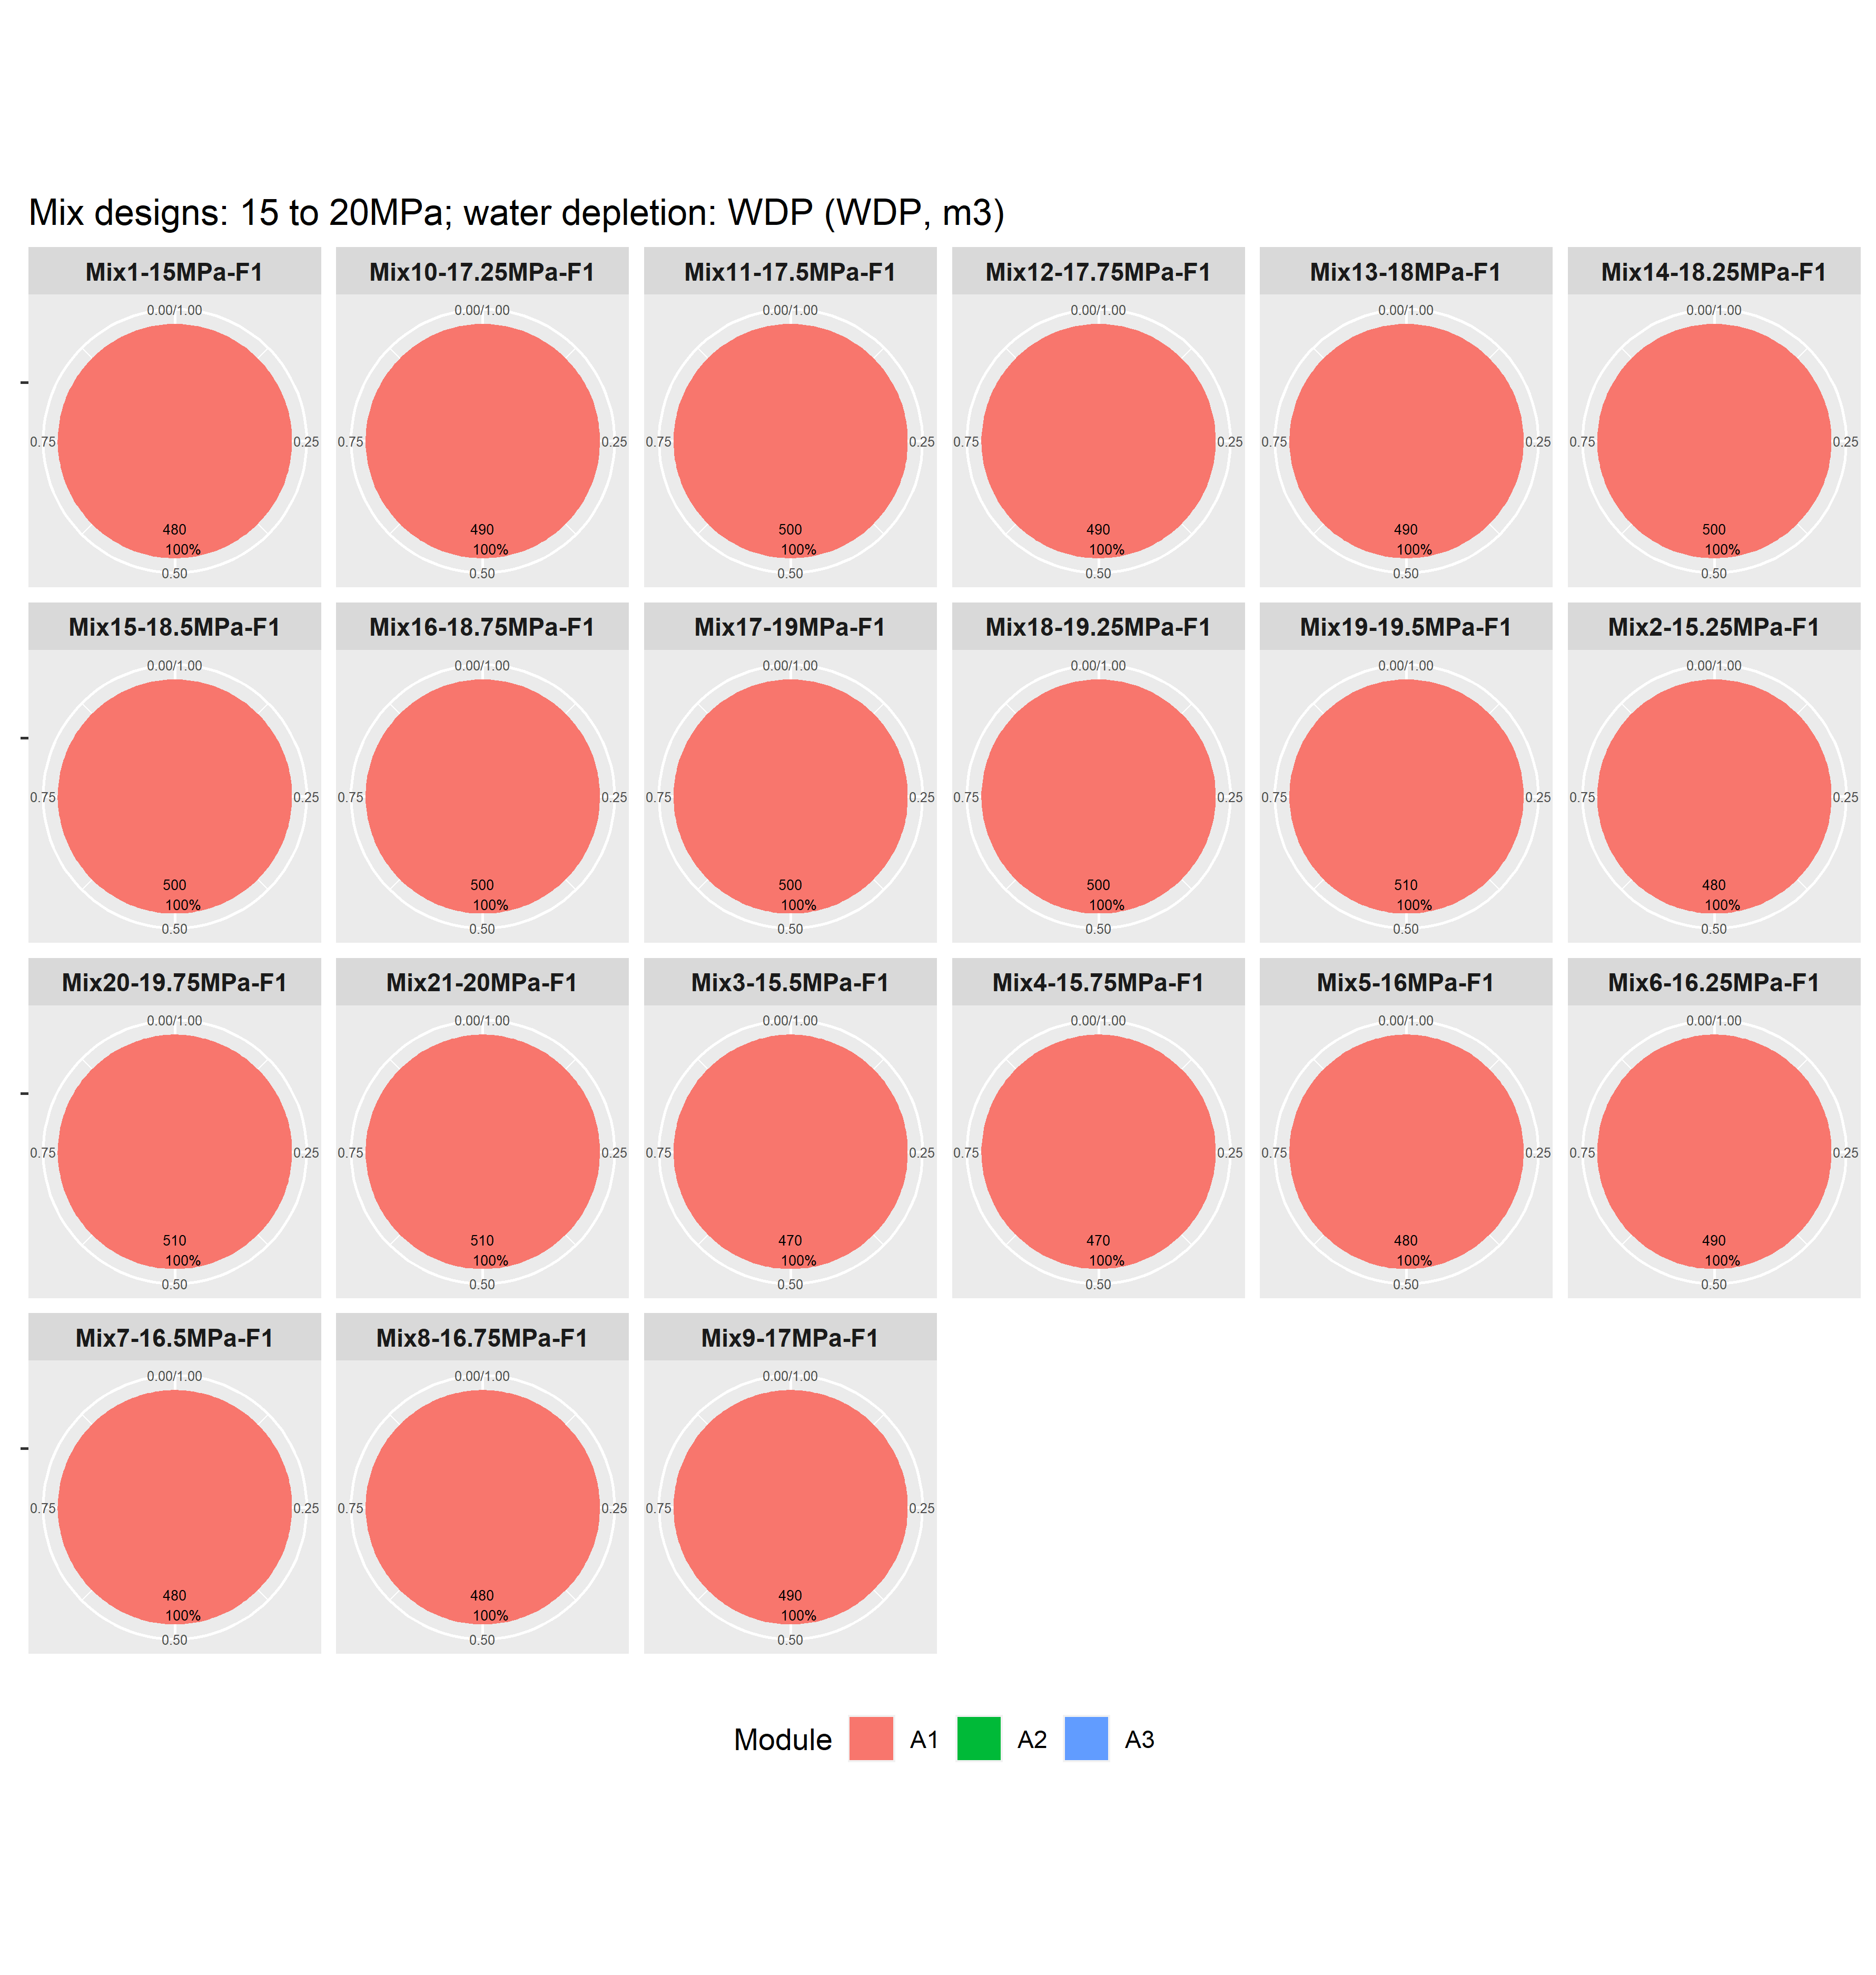 Mix designs: 15 to 20MPa; water depletion: WDP (WDP, m3)
Mix1-15MPa-F1 Mix10-17.25MPa-F1 Mix11-17.5MPa-F1 Mix12-17.75MPa-F1 Mix13-18MPa-F1 Mix14-18.25MPa-F1
0.00/1.00 0.00/1.00 0.00/1.00 0.00/1.00 0.00/1.00 0.00/1.00
0.75 0.25 0.75 0.25 0.75 0.25 0.75 0.25 0.75 0.25 0.75 0.25
480 490 500 490 490 500
100% 100% 100% 100% 100% 100%
0.50 0.50 0.50 0.50 0.50 0.50
Mix15-18.5MPa-F1 Mix16-18.75MPa-F1 Mix17-19MPa-F1 Mix18-19.25MPa-F1 Mix19-19.5MPa-F1 Mix2-15.25MPa-F1
0.00/1.00 0.00/1.00 0.00/1.00 0.00/1.00 0.00/1.00 0.00/1.00
0.75 0.25 0.75 0.25 0.75 0.25 0.75 0.25 0.75 0.25 0.75 0.25
500 500 500 500 510 480
100% 100% 100% 100% 100% 100%
0.50 0.50 0.50 0.50 0.50 0.50
Mix20-19.75MPa-F1 Mix21-20MPa-F1 Mix3-15.5MPa-F1 Mix4-15.75MPa-F1 Mix5-16MPa-F1 Mix6-16.25MPa-F1
0.00/1.00 0.00/1.00 0.00/1.00 0.00/1.00 0.00/1.00 0.00/1.00
0.75 0.25 0.75 0.25 0.75 0.25 0.75 0.25 0.75 0.25 0.75 0.25
510 510 470 470 480 490
100% 100% 100% 100% 100% 100%
0.50 0.50 0.50 0.50 0.50 0.50
Mix7-16.5MPa-F1 Mix8-16.75MPa-F1 Mix9-17MPa-F1
0.00/1.00 0.00/1.00 0.00/1.00
0.75 0.25 0.75 0.25 0.75 0.25
480 480 490
100% 100% 100%
0.50 0.50 0.50
Module A1 A2 A3